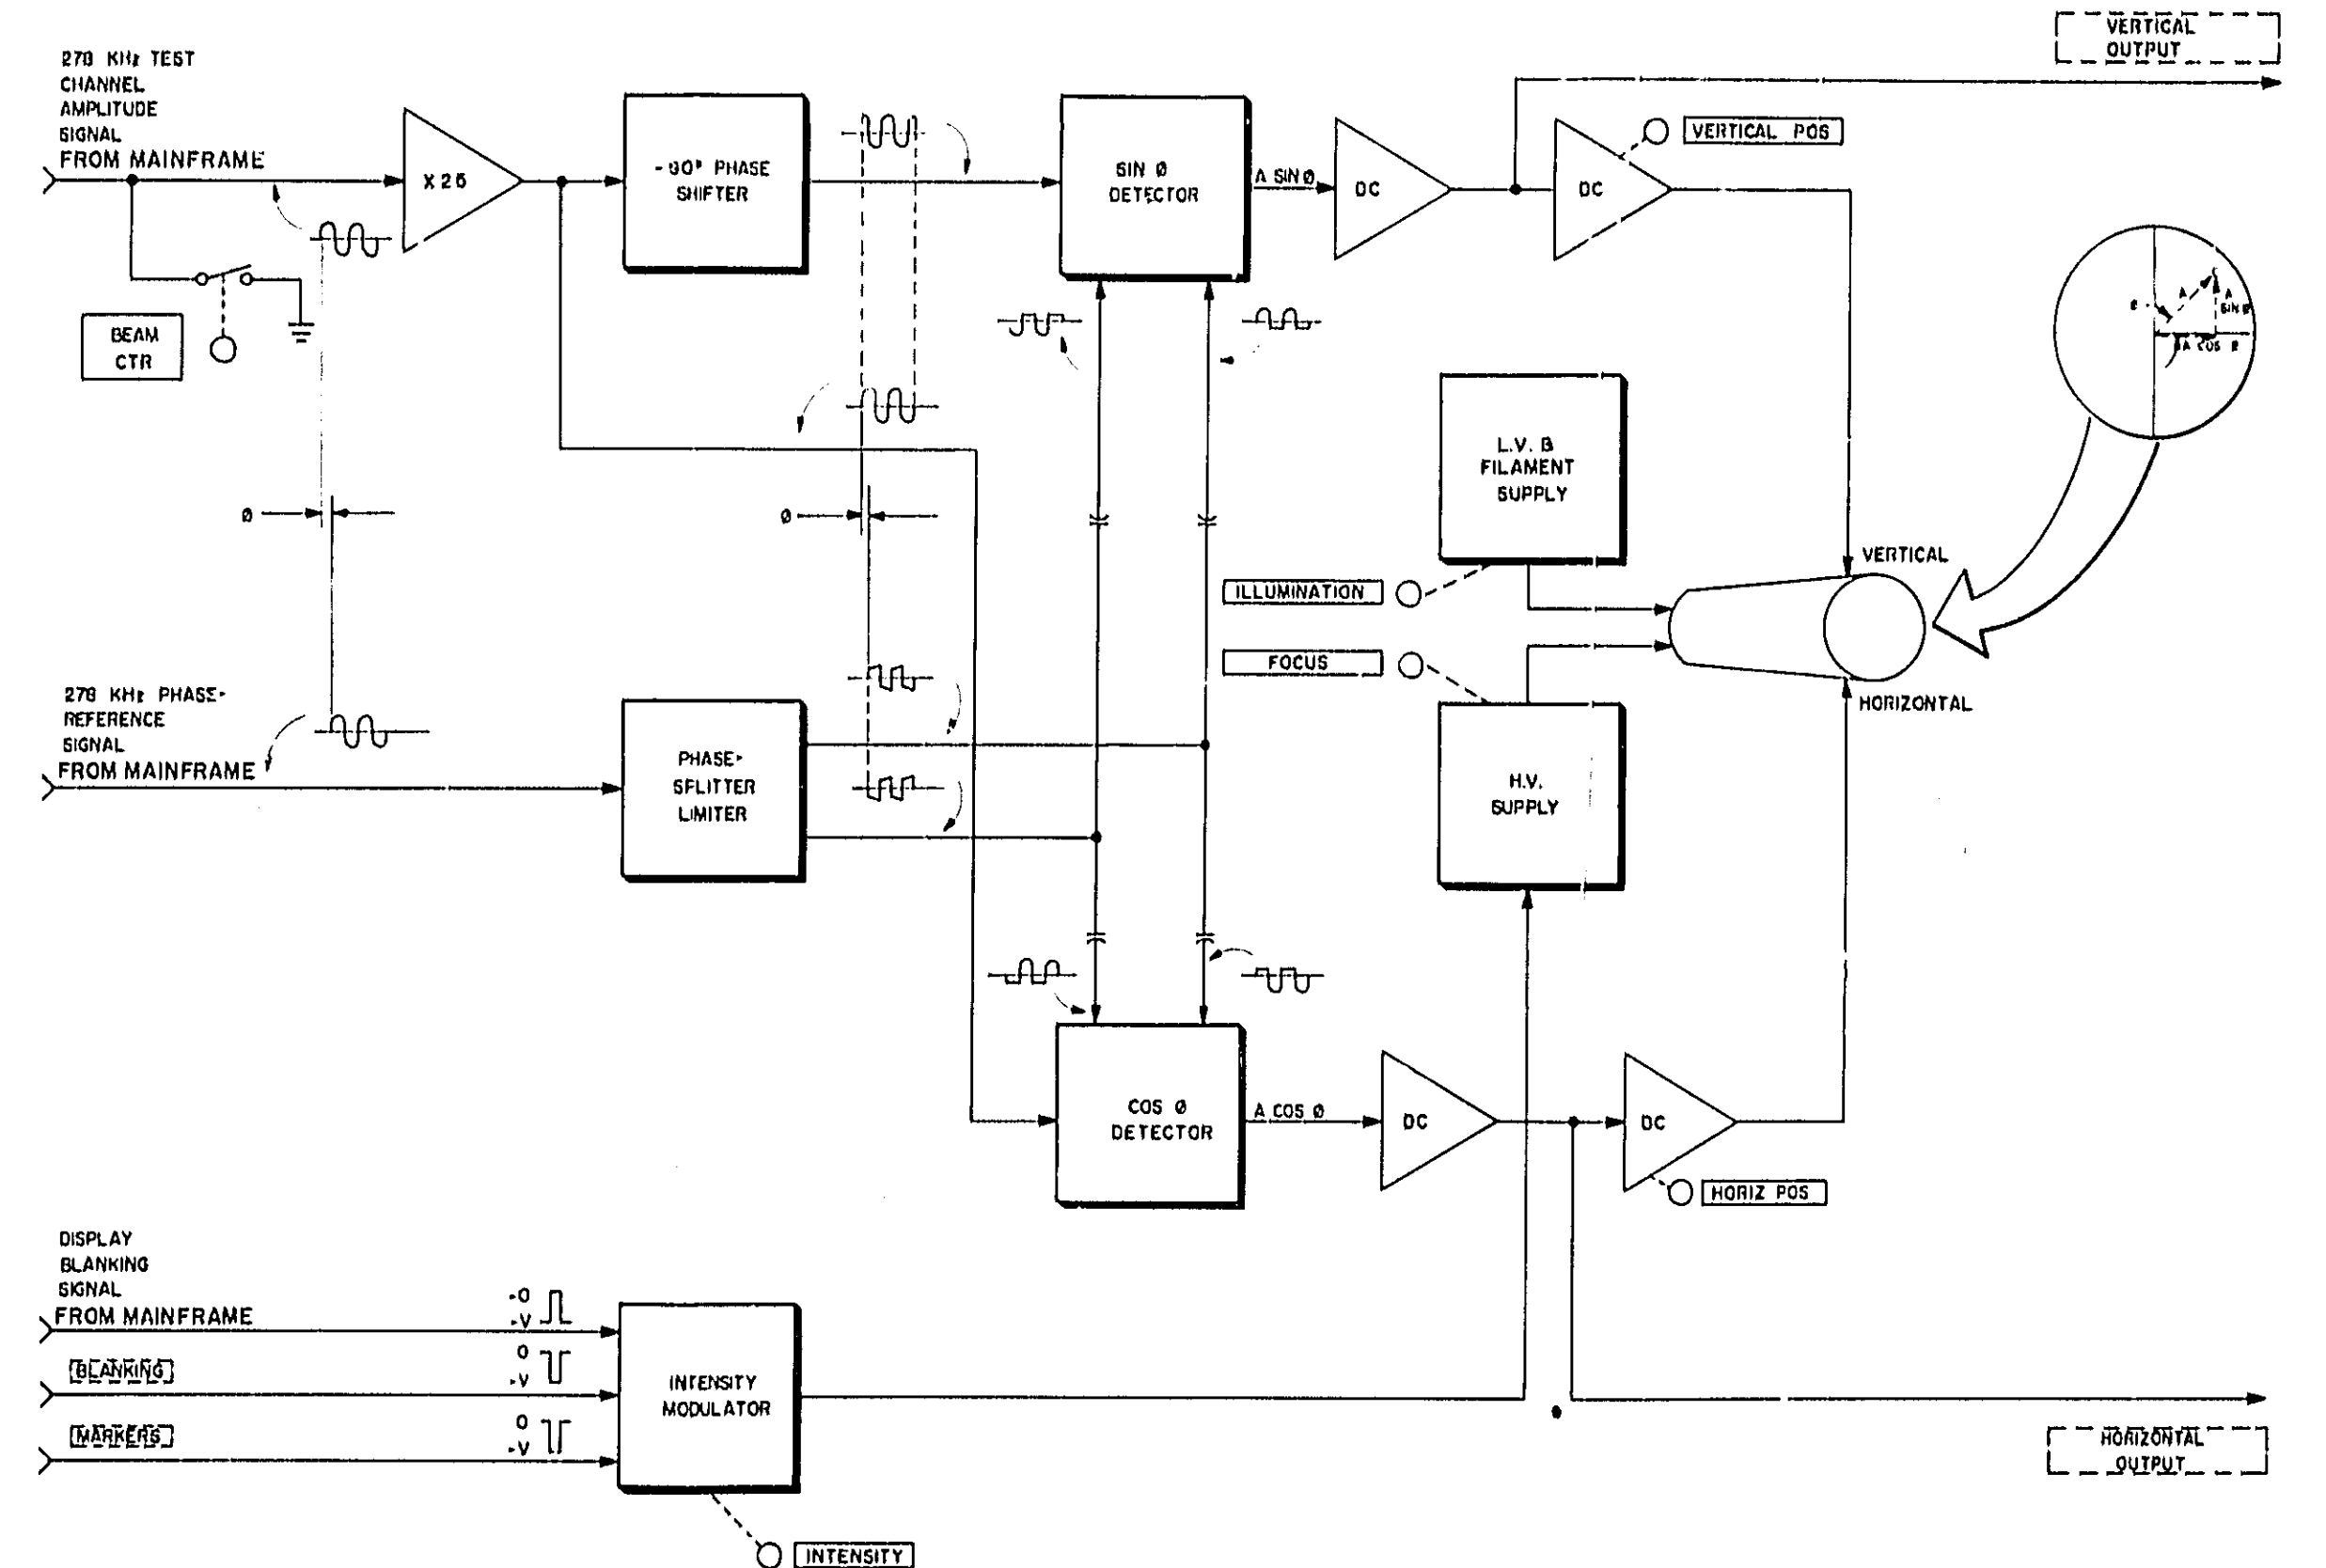 VERTICAL
OUTPUT
278 KHz TEST
CHANNEL
AMPLITUDE
SIGNAL
FROM MAINFRAME
X 25
-90° PHASE
SHIFTER
SIN Ø
DETECTOR
A SIN Ø
DC
DC
VERTICAL POS
BEAM
CTR
Ø
A
A
SIN Ø
A COS Ø
L.V. &
FILAMENT
SUPPLY
Ø
Ø
VERTICAL
ILLUMINATION
FOCUS
HORIZONTAL
278 KHz PHASE-
REFERENCE
SIGNAL
FROM MAINFRAME
PHASE-
SPLITTER
LIMITER
H.V.
SUPPLY
COS Ø
DETECTOR
A COS Ø
DC
DC
HORIZ POS
DISPLAY
BLANKING
SIGNAL
FROM MAINFRAME
-0
-V
BLANKING
0
-V
MARKERS
0
-V
INTENSITY
MODULATOR
INTENSITY
HORIZONTAL
OUTPUT